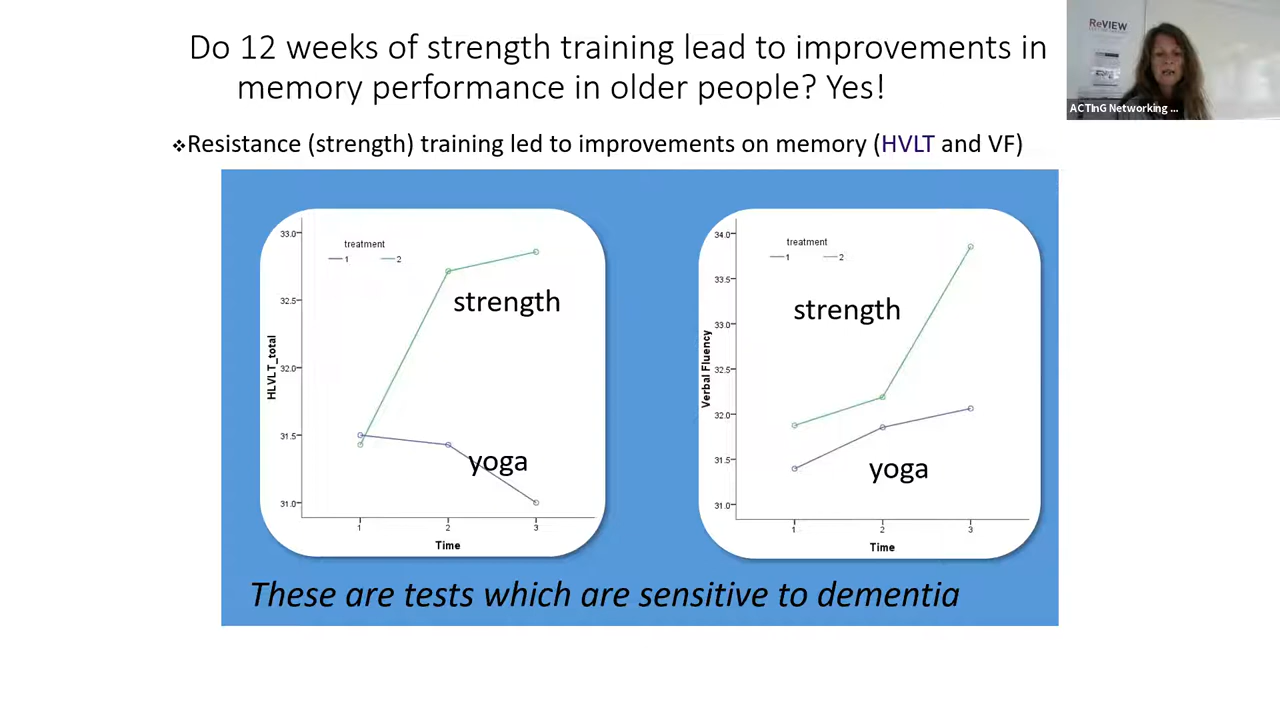 Do 12 weeks of strength training lead to improvements in
memory performance in older people? Yes!
❖Resistance (strength) training led to improvements on memory (HVLT and VF)
ReVIEW
ACTInG Networking ...
treatment
1 2
33.0
32.5
32.0
31.5
31.0
HLVLT_total
strength
yoga
1 2 3
Time
treatment
1 2
34.0
33.5
33.0
32.5
32.0
31.5
31.0
Verbal Fluency
strength
yoga
1 2 3
Time
These are tests which are sensitive to dementia